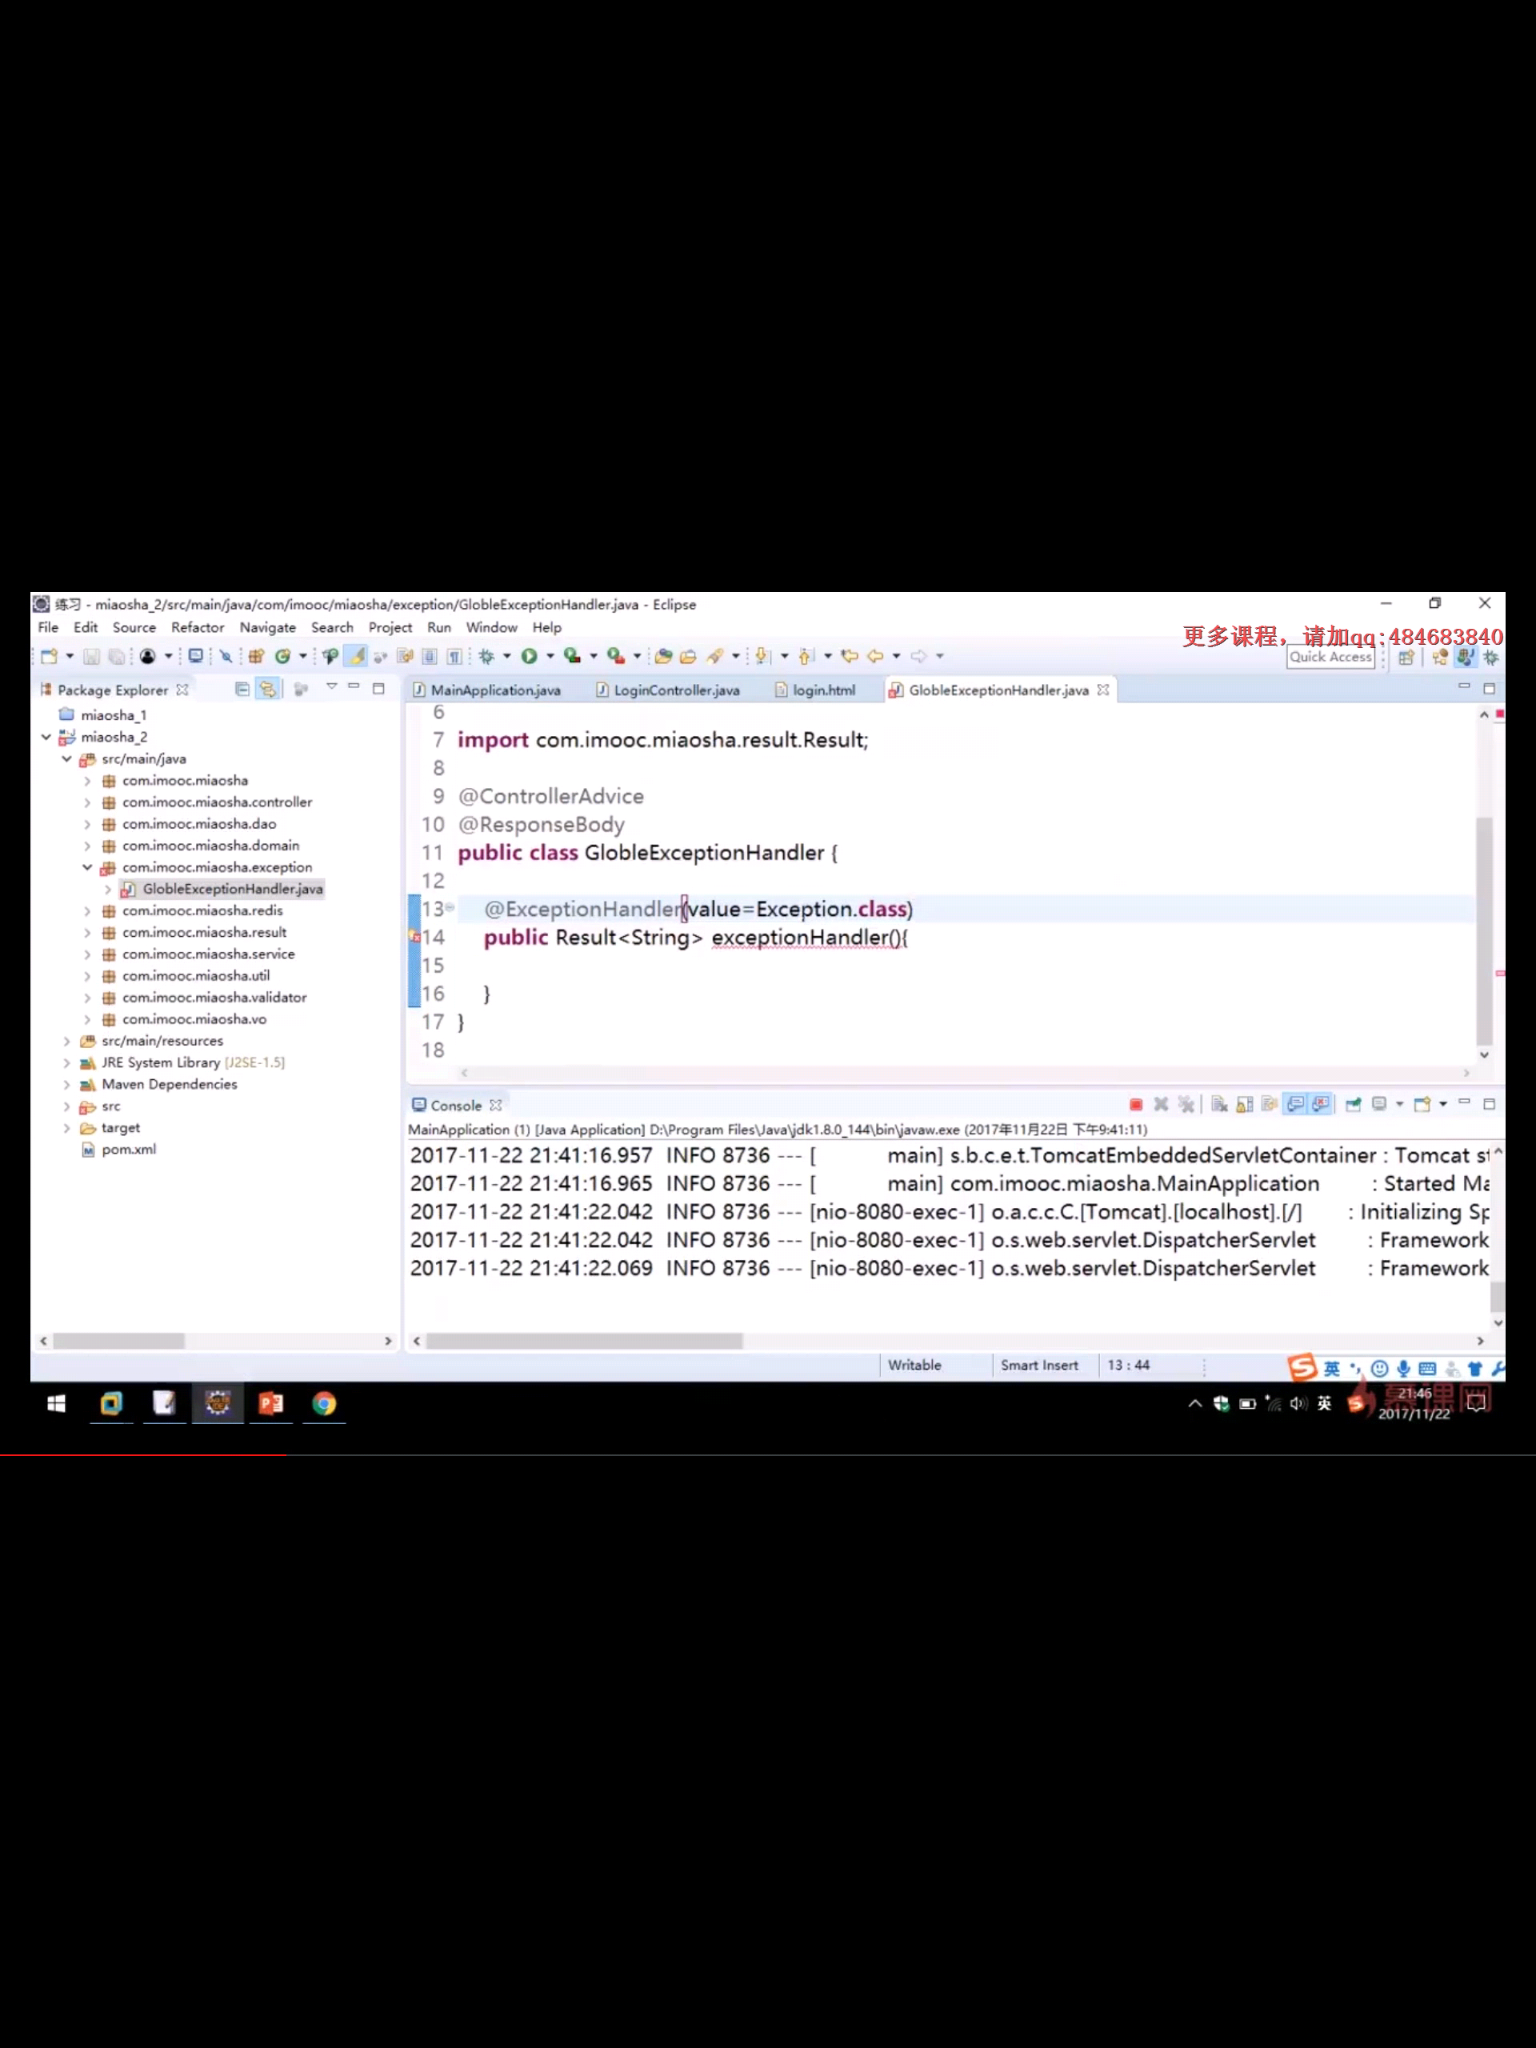 练习 - miaosha_2/src/main/java/com/imooc/miaosha/exception/GlobleExceptionHandler.java - Eclipse
File Edit Source Refactor Navigate Search Project Run Window Help
更多课程，请加qq:484683840
Quick Access
Package Explorer
miaosha_1
miaosha_2
src/main/java
com.imooc.miaosha
com.imooc.miaosha.controller
com.imooc.miaosha.dao
com.imooc.miaosha.domain
com.imooc.miaosha.exception
GlobleExceptionHandler.java
com.imooc.miaosha.redis
com.imooc.miaosha.result
com.imooc.miaosha.service
com.imooc.miaosha.util
com.imooc.miaosha.validator
com.imooc.miaosha.vo
src/main/resources
JRE System Library [J2SE-1.5]
Maven Dependencies
src
target
pom.xml
MainApplication.java LoginController.java login.html GlobleExceptionHandler.java
6
7 import com.imooc.miaosha.result.Result;
8
9 @ControllerAdvice
10 @ResponseBody
11 public class GlobleExceptionHandler {
12
13 @ExceptionHandler(value=Exception.class)
14 public Result<String> exceptionHandler(){
15
16 }
17 }
18
Console
MainApplication (1) [Java Application] D:\Program Files\Java\jdk1.8.0_144\bin\javaw.exe (2017年11月22日 下午9:41:11)
2017-11-22 21:41:16.957 INFO 8736 --- [ main] s.b.c.e.t.TomcatEmbeddedServletContainer : Tomcat st
2017-11-22 21:41:16.965 INFO 8736 --- [ main] com.imooc.miaosha.MainApplication : Started Ma
2017-11-22 21:41:22.042 INFO 8736 --- [nio-8080-exec-1] o.a.c.c.C.[Tomcat].[localhost].[/] : Initializing Sp
2017-11-22 21:41:22.042 INFO 8736 --- [nio-8080-exec-1] o.s.web.servlet.DispatcherServlet : Framework
2017-11-22 21:41:22.069 INFO 8736 --- [nio-8080-exec-1] o.s.web.servlet.DispatcherServlet : Framework
Writable Smart Insert 13 : 44
英
英
慕课网
21:46
2017/11/22